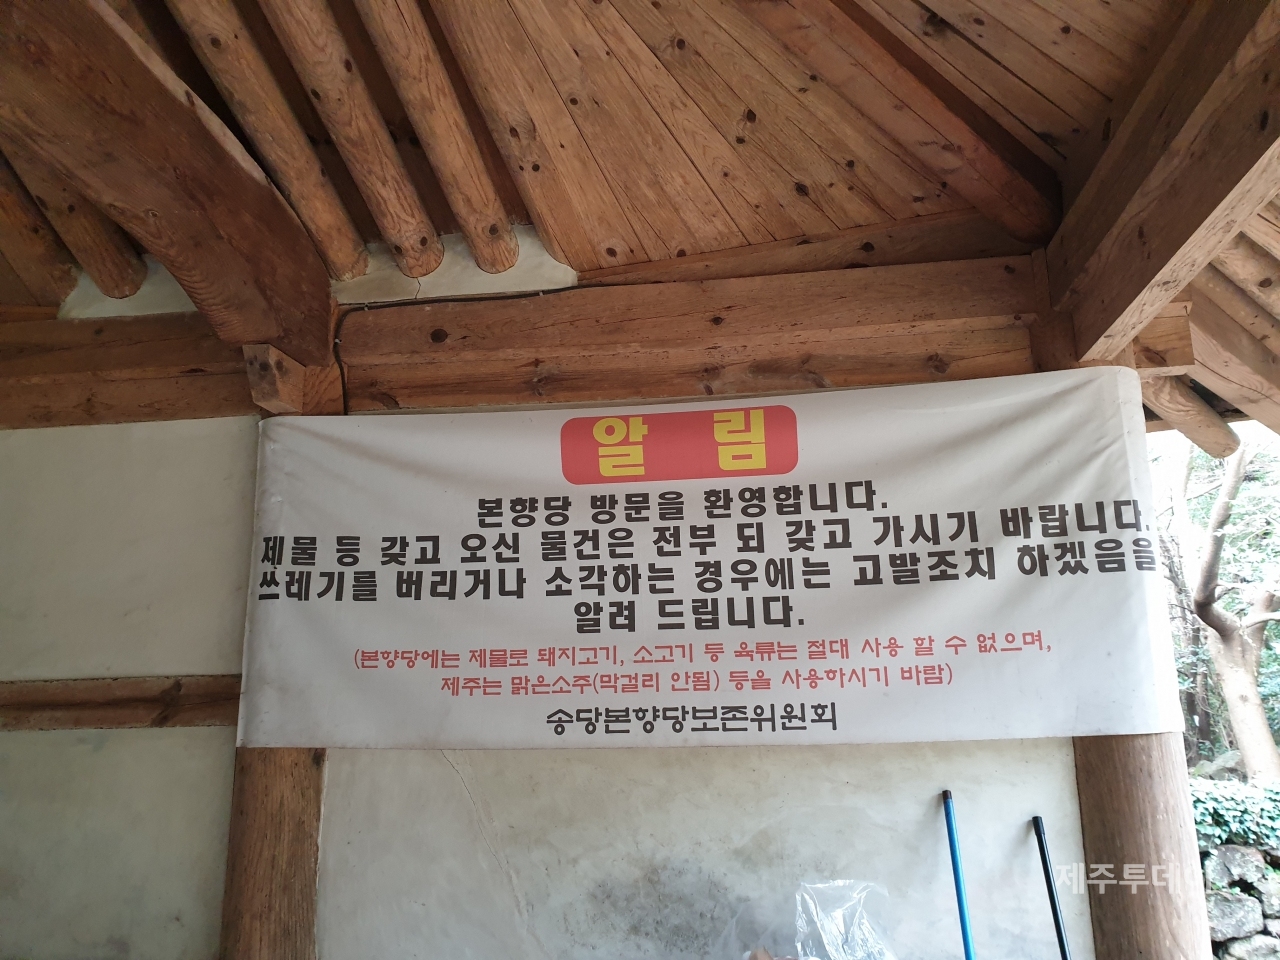 알 림
본향당 방문을 환영합니다.
제물 등 갖고 오신 물건은 전부 되 갖고 가시기 바랍니다.
쓰레기를 버리거나 소각하는 경우에는 고발조치 하겠음을
알려 드립니다.
(본향당에는 제물로 돼지고기, 소고기 등 육류는 절대 사용 할 수 없으며,
제주는 맑은소주(막걸리 안됨) 등을 사용하시기 바람)
송당본향당보존위원회
제주투데이